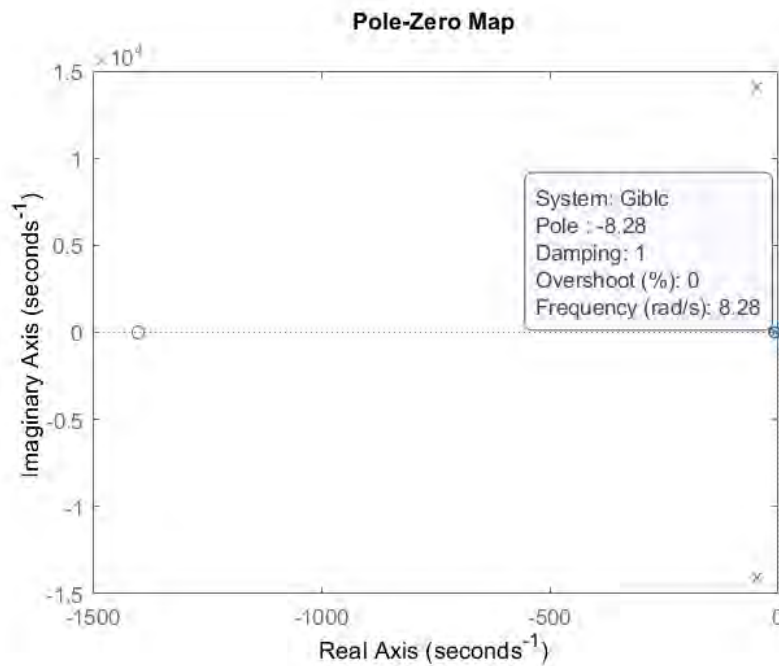 Pole-Zero Map
×10⁴
1.5
1
0.5
0
-0.5
-1
-1.5
Imaginary Axis (seconds⁻¹)
System: Giblc
Pole : -8.28
Damping: 1
Overshoot (%): 0
Frequency (rad/s): 8.28
-1500
-1000
-500
0
Real Axis (seconds⁻¹)